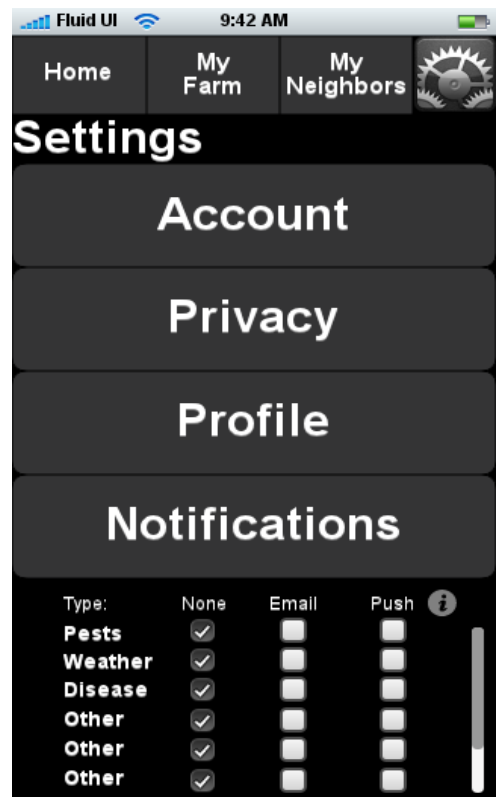 Fluid UI 9:42 AM
Home My Farm My Neighbors
Settings
Account
Privacy
Profile
Notifications
Type: None Email Push i
Pests
Weather
Disease
Other
Other
Other